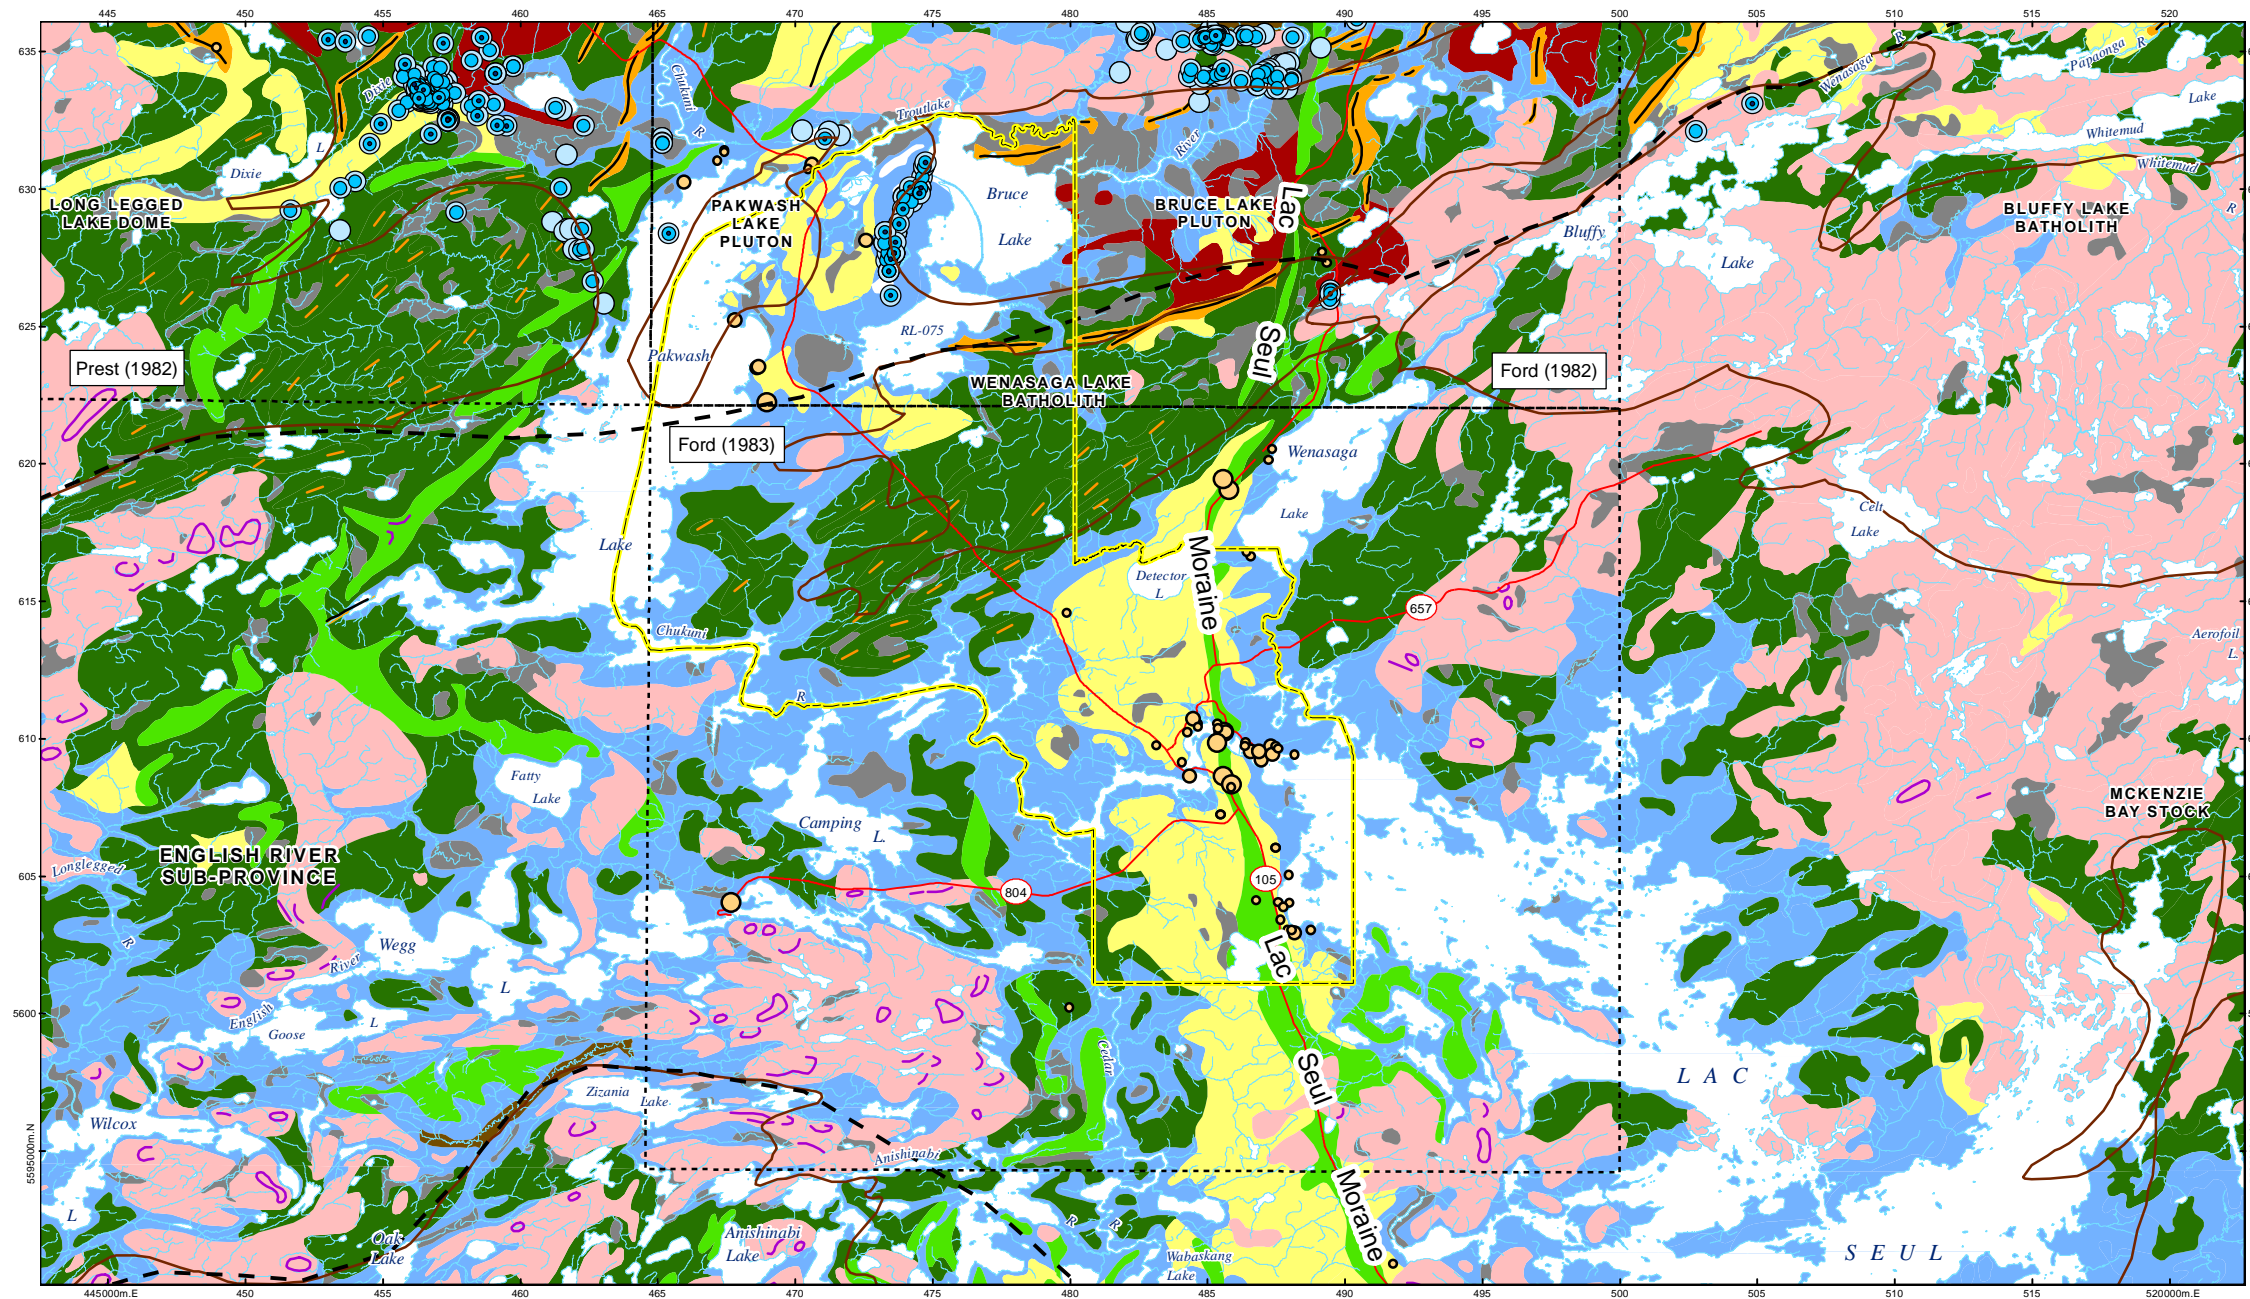 445 450 455 460 465 470 475 480 485 490 495 500 505 510 515 520
635
630
625
620
615
610
605
5600
5595000m.N
445000m.E 450 455 460 465 470 475 480 485 490 495 500 505 510 515 520000m.E
Dixie
L
Dixie
LONG LEGGED
LAKE DOME
Chukuni
R
Troutlake
River
PAKWASH
LAKE
PLUTON
Bruce
Lake
BRUCE LAKE
PLUTON
Lac
Seul
Wenasaga
R
Papaonga
R
Lake
Whitemud
Whitemud
R
BLUFFY LAKE
BATHOLITH
Bluffy
Lake
RL-075
Pakwash
Prest (1982)
Ford (1982)
WENASAGA LAKE
BATHOLITH
Ford (1983)
Wenasaga
Lake
Lake
Celt
Lake
Moraine
Detector
L
657
Chukuni
R
Aerofoil
L.
Fatty
Lake
Camping
L.
MCKENZIE
BAY STOCK
ENGLISH RIVER
SUB-PROVINCE
Longlegged
R
804
105
Wegg
L
River
English
Goose
L
Lac
Seul
Moraine
Cedar
R
LAC
SEUL
Zizania
Lake
Wilcox
L
Anishinabi
R
Oak
Lake
Anishinabi
Lake
Wabaskang
Lake